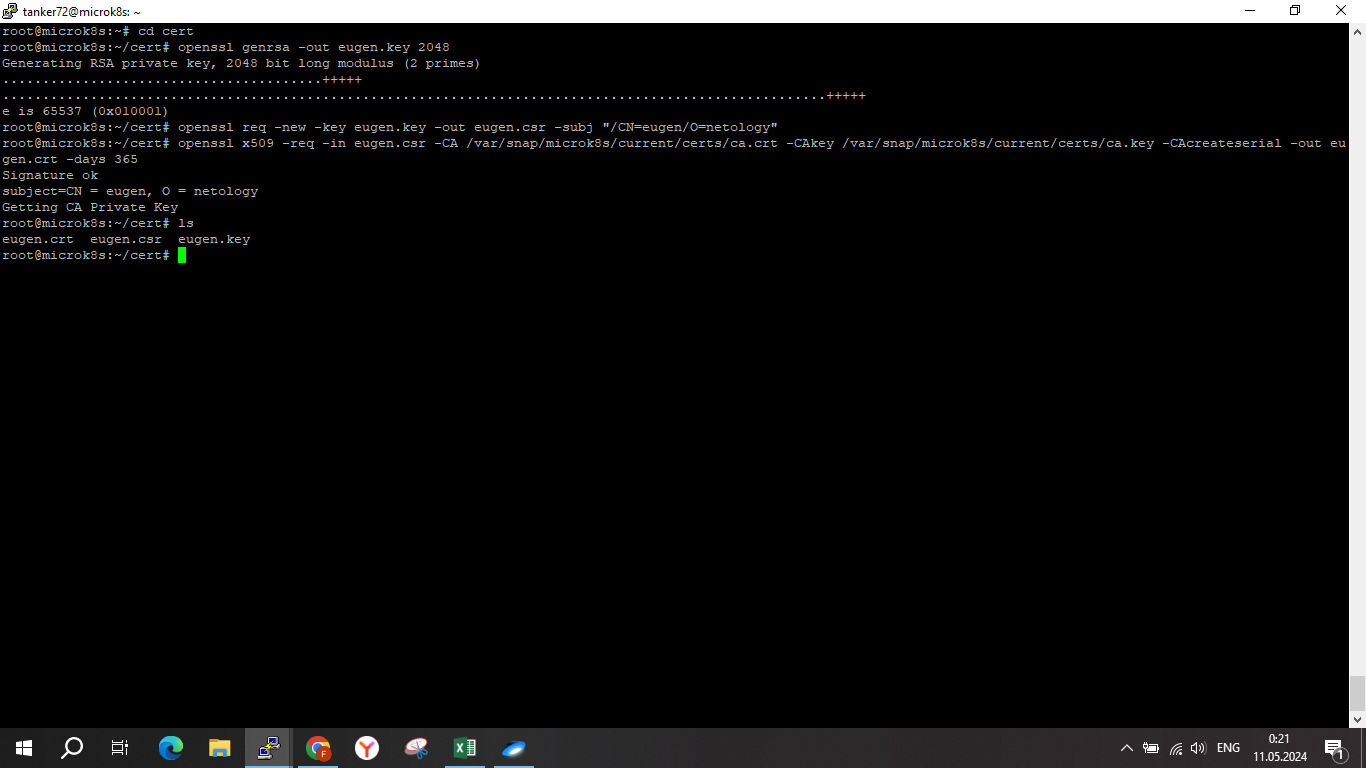 tanker72@microk8s: ~
root@microk8s:~# cd cert
root@microk8s:~/cert# openssl genrsa -out eugen.key 2048
Generating RSA private key, 2048 bit long modulus (2 primes)
........................................+++++
.......................................................................................................+++++
e is 65537 (0x010001)
root@microk8s:~/cert# openssl req -new -key eugen.key -out eugen.csr -subj "/CN=eugen/O=netology"
root@microk8s:~/cert# openssl x509 -req -in eugen.csr -CA /var/snap/microk8s/current/certs/ca.crt -CAkey /var/snap/microk8s/current/certs/ca.key -CAcreateserial -out eu
gen.crt -days 365
Signature ok
subject=CN = eugen, O = netology
Getting CA Private Key
root@microk8s:~/cert# ls
eugen.crt  eugen.csr  eugen.key
root@microk8s:~/cert#
F
ENG
0:21
11.05.2024
1